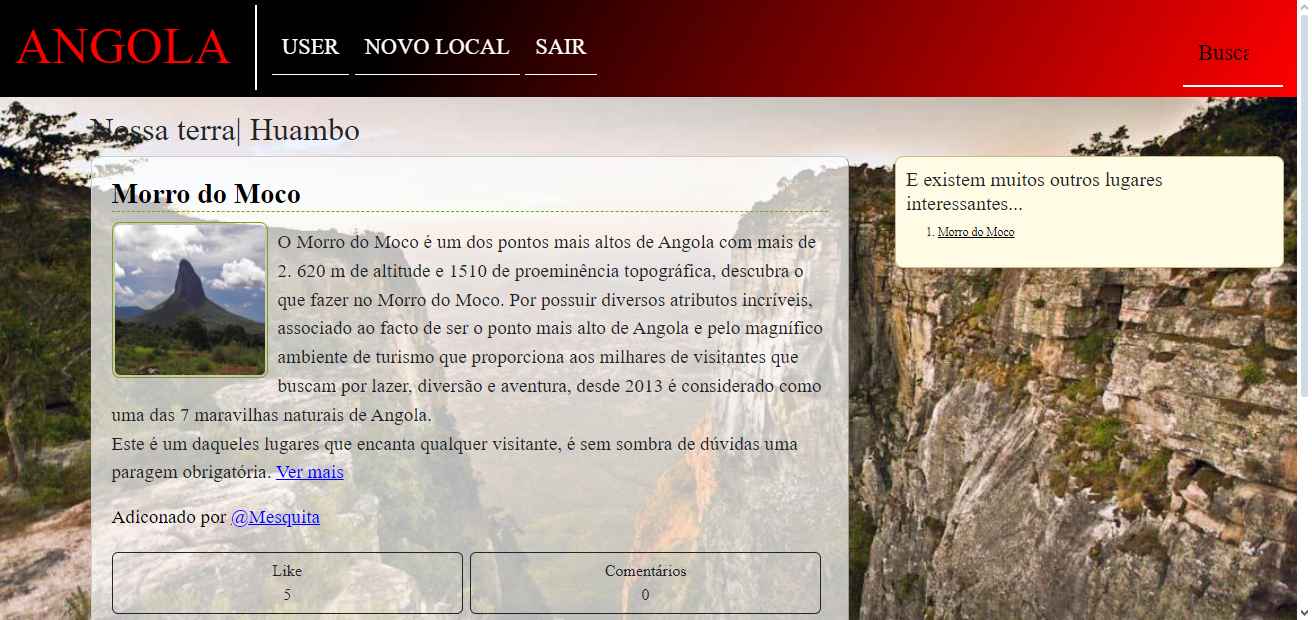 ANGOLA
USER NOVO LOCAL SAIR
Busca
Nossa terra| Huambo
Morro do Moco
O Morro do Moco é um dos pontos mais altos de Angola com mais de
2. 620 m de altitude e 1510 de proeminência topográfica, descubra o
que fazer no Morro do Moco. Por possuir diversos atributos incríveis,
associado ao facto de ser o ponto mais alto de Angola e pelo magnífico
ambiente de turismo que proporciona aos milhares de visitantes que
buscam por lazer, diversão e aventura, desde 2013 é considerado como
uma das 7 maravilhas naturais de Angola.
Este é um daqueles lugares que encanta qualquer visitante, é sem sombra de dúvidas uma
paragem obrigatória. Ver mais
Adiconado por @Mesquita
Like
5
Comentários
0
E existem muitos outros lugares
interessantes...
1. Morro do Moco